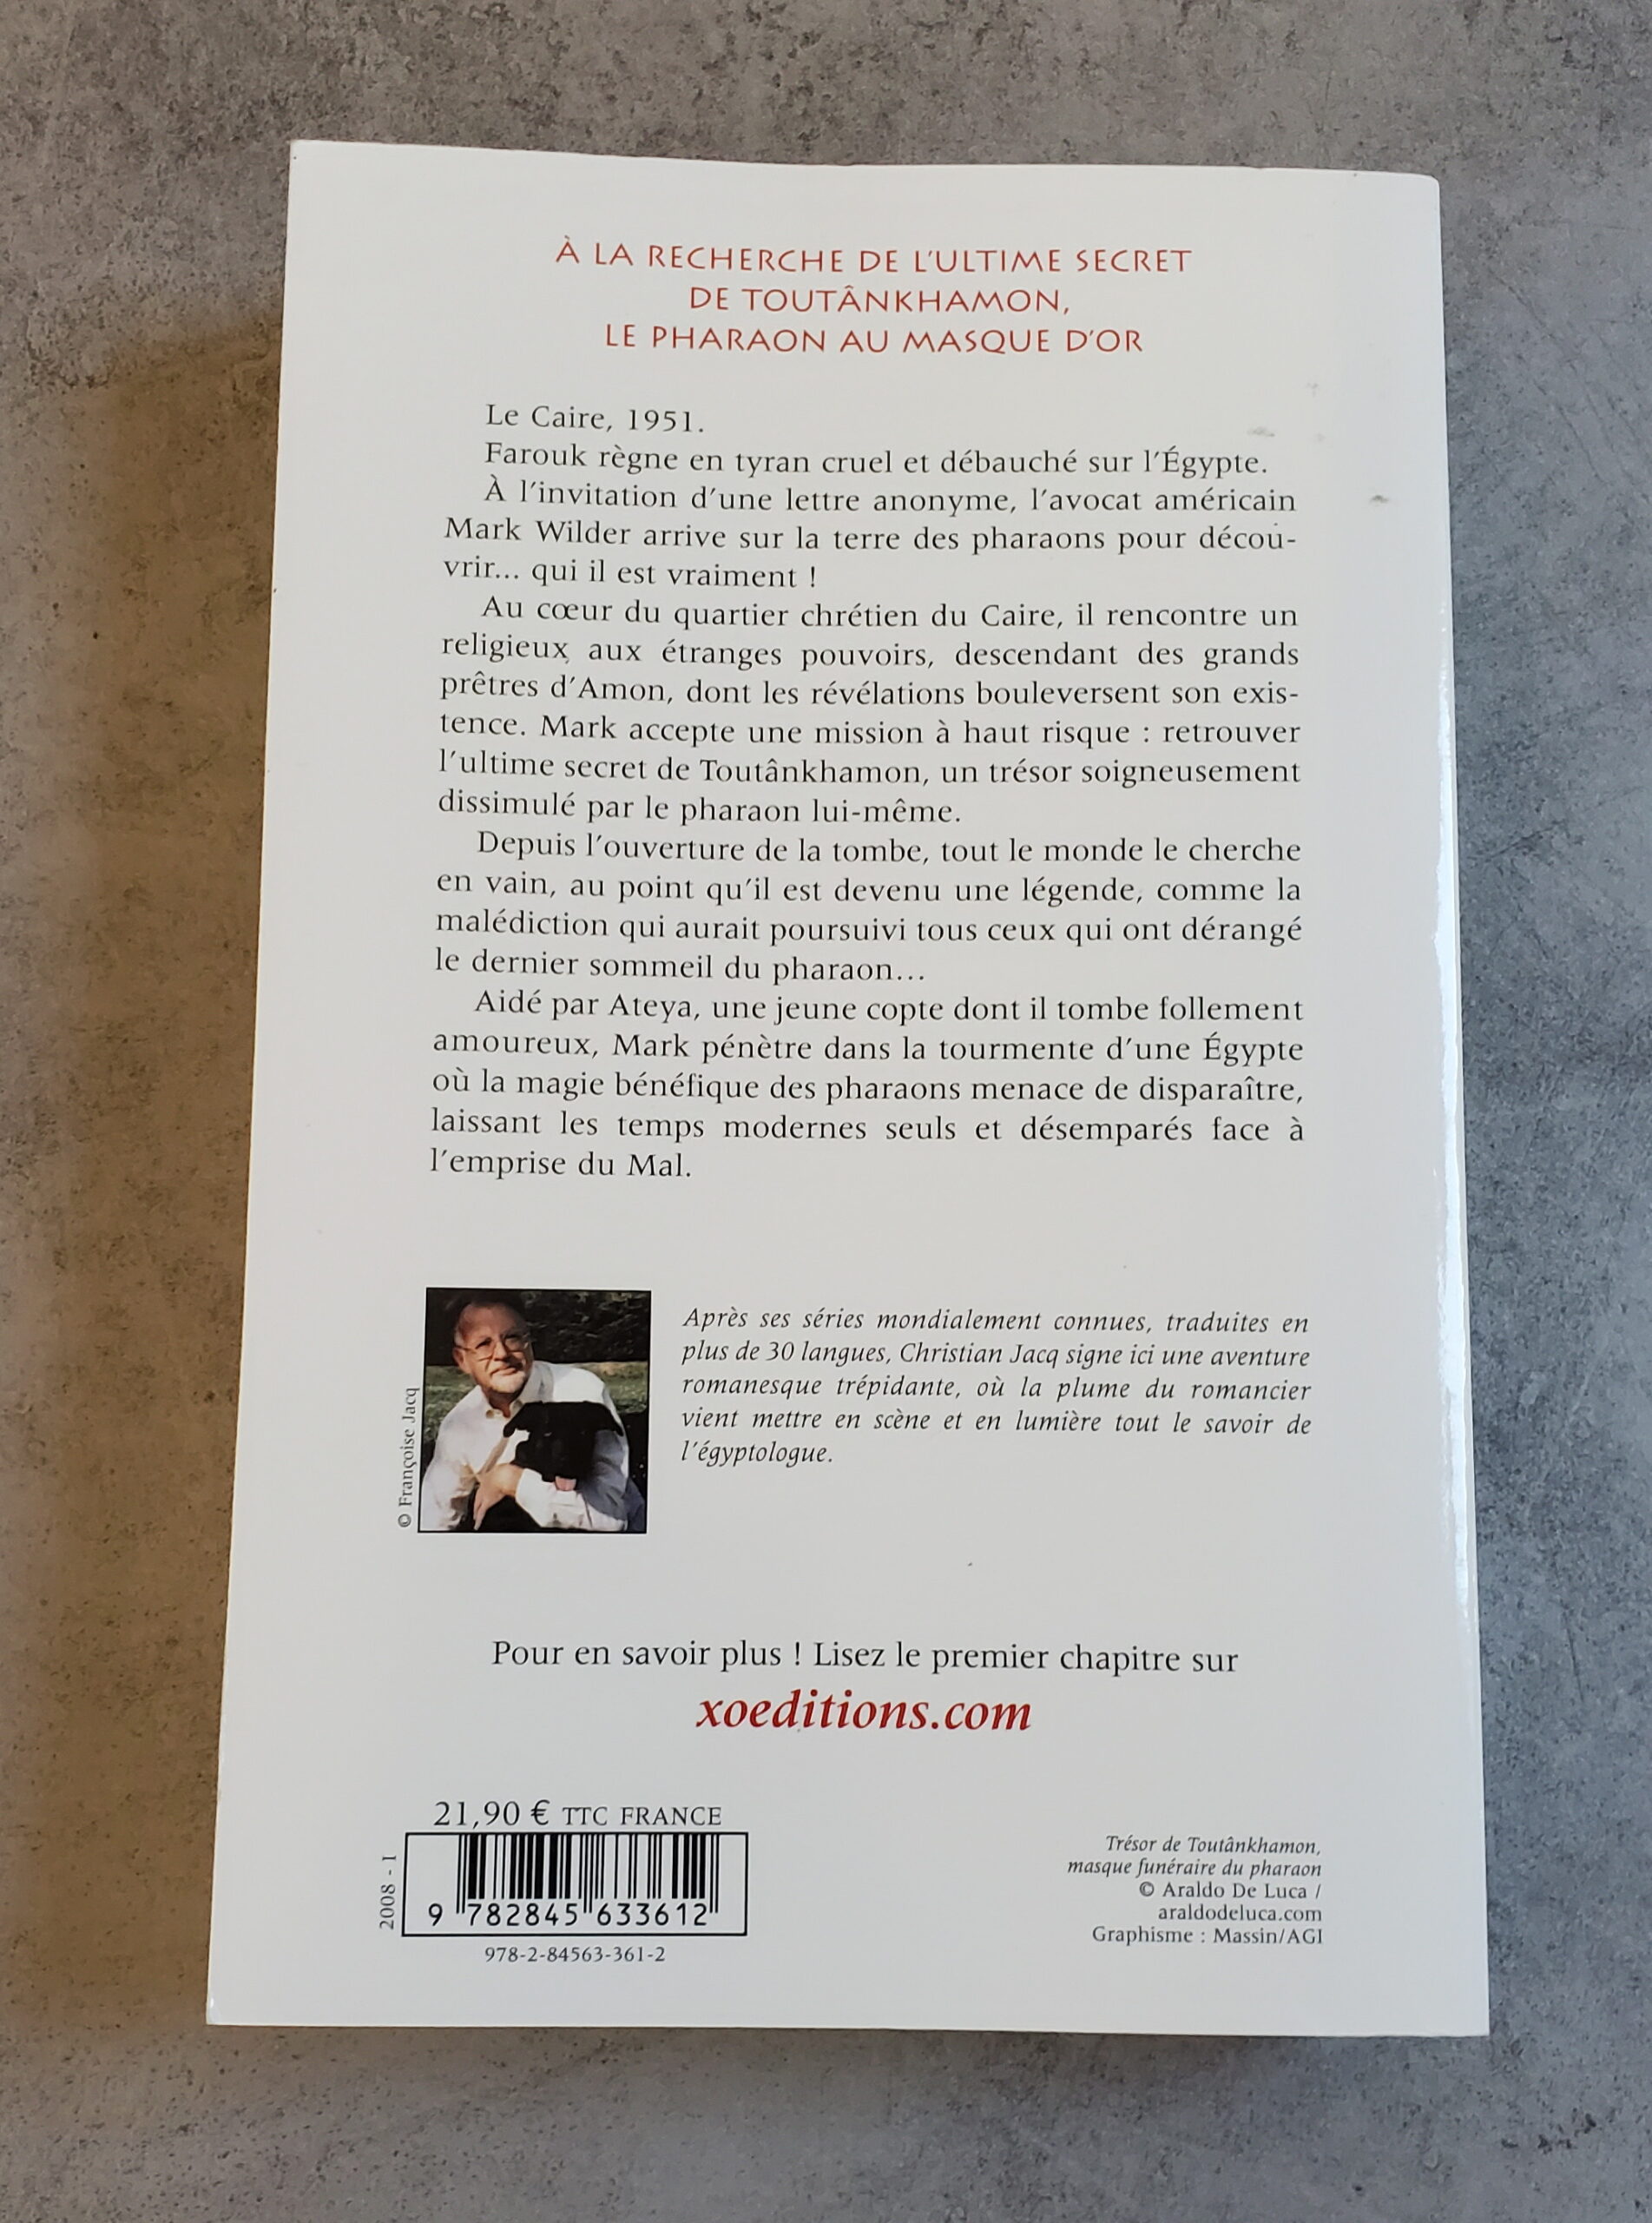 À LA RECHERCHE DE L'ULTIME SECRET
DE TOUTÂNKHAMON,
LE PHARAON AU MASQUE D'OR
Le Caire, 1951.
Farouk règne en tyran cruel et débauché sur l'Égypte.
À l'invitation d'une lettre anonyme, l'avocat américain
Mark Wilder arrive sur la terre des pharaons pour décou-
vrir... qui il est vraiment !
Au cœur du quartier chrétien du Caire, il rencontre un
religieux aux étranges pouvoirs, descendant des grands
prêtres d'Amon, dont les révélations bouleversent son exis-
tence. Mark accepte une mission à haut risque : retrouver
l'ultime secret de Toutânkhamon, un trésor soigneusement
dissimulé par le pharaon lui-même.
Depuis l'ouverture de la tombe, tout le monde le cherche
en vain, au point qu'il est devenu une légende, comme la
malédiction qui aurait poursuivi tous ceux qui ont dérangé
le dernier sommeil du pharaon...
Aidé par Ateya, une jeune copte dont il tombe follement
amoureux, Mark pénètre dans la tourmente d'une Égypte
où la magie bénéfique des pharaons menace de disparaître,
laissant les temps modernes seuls et désemparés face à
l'emprise du Mal.
© Françoise Jacq
Après ses séries mondialement connues, traduites en
plus de 30 langues, Christian Jacq signe ici une aventure
romanesque trépidante, où la plume du romancier
vient mettre en scène et en lumière tout le savoir de
l'égyptologue.
Pour en savoir plus ! Lisez le premier chapitre sur
xoeditions.com
21,90 € TTC FRANCE
2008 - 1
9 782845 633612
978-2-84563-361-2
Trésor de Toutânkhamon,
masque funéraire du pharaon
© Araldo De Luca /
araldodeluca.com
Graphisme : Massin/AGI